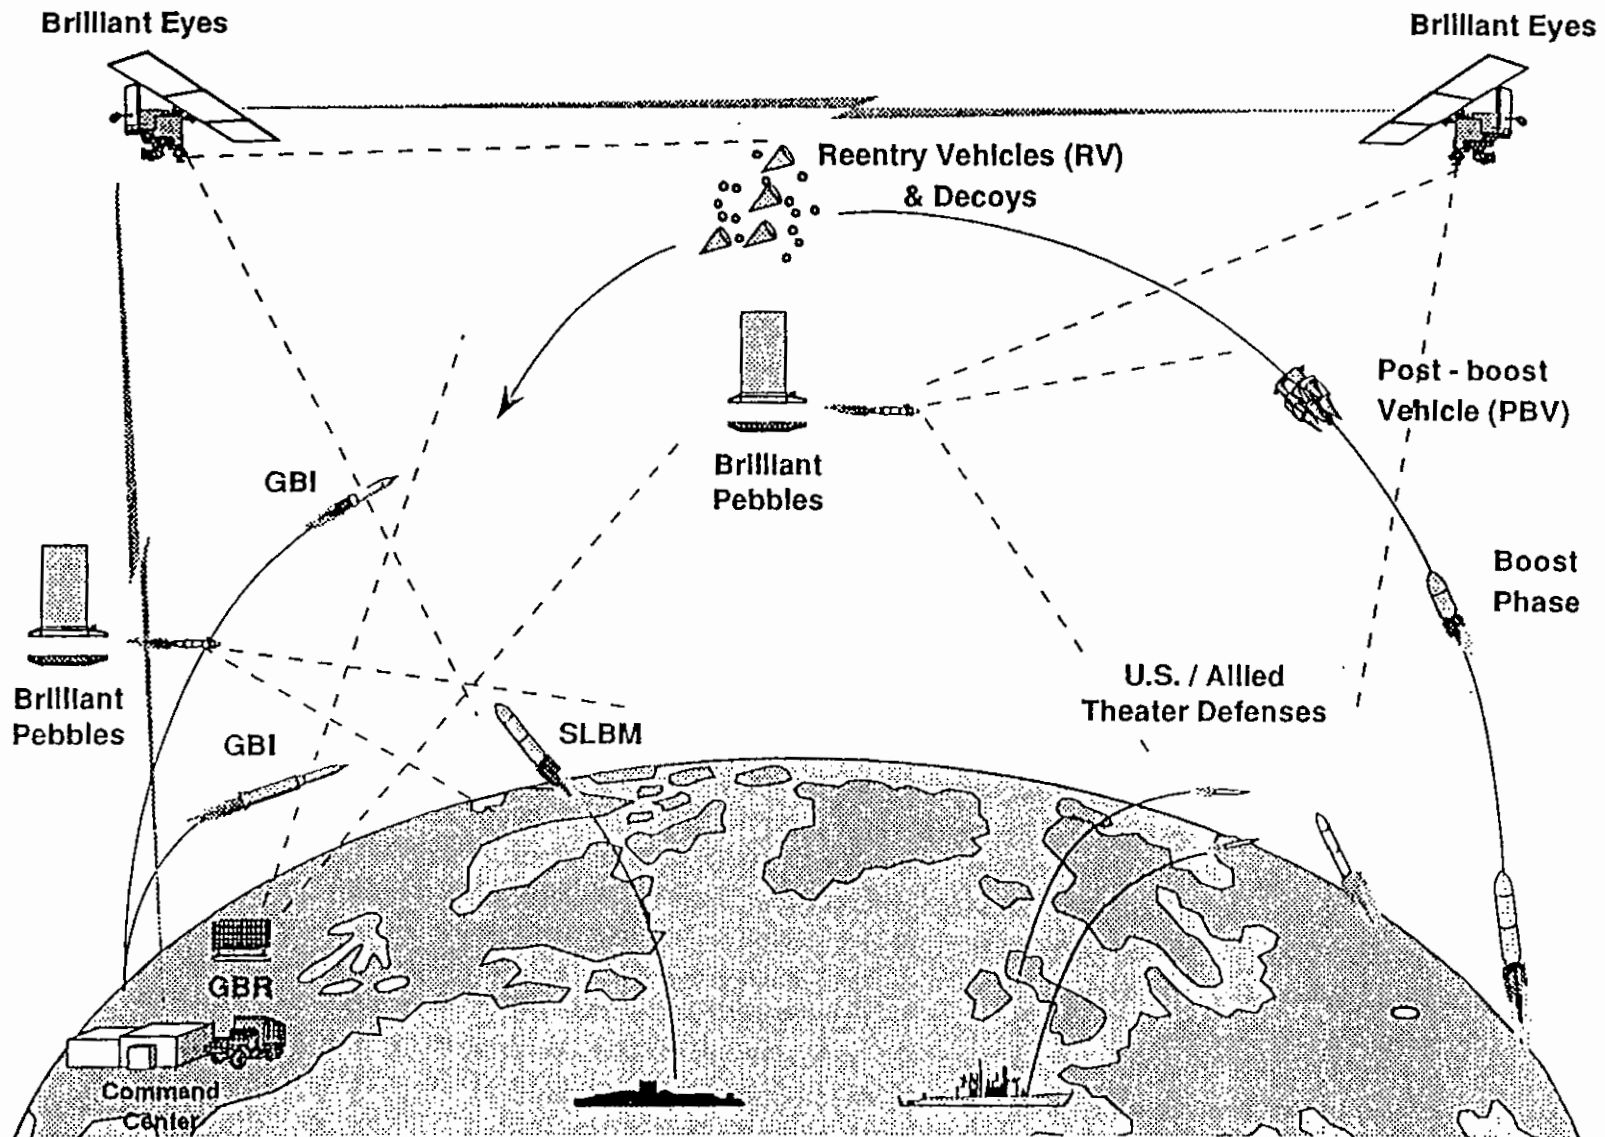 Brilliant Eyes
Brilliant Eyes
Reentry Vehicles (RV)
& Decoys
Post - boost
Vehicle (PBV)
GBI
Brilliant
Pebbles
Boost
Phase
U.S. / Allied
Theater Defenses
Brilliant
Pebbles
GBI
SLBM
GBR
Command
Center